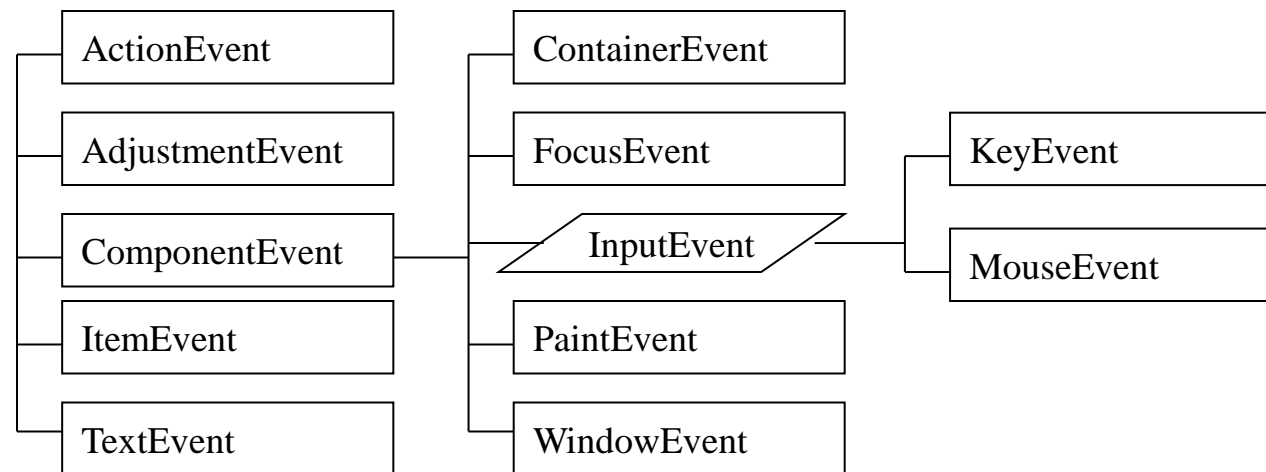 ActionEvent
AdjustmentEvent
ComponentEvent
ItemEvent
TextEvent
ContainerEvent
FocusEvent
InputEvent
PaintEvent
WindowEvent
KeyEvent
MouseEvent